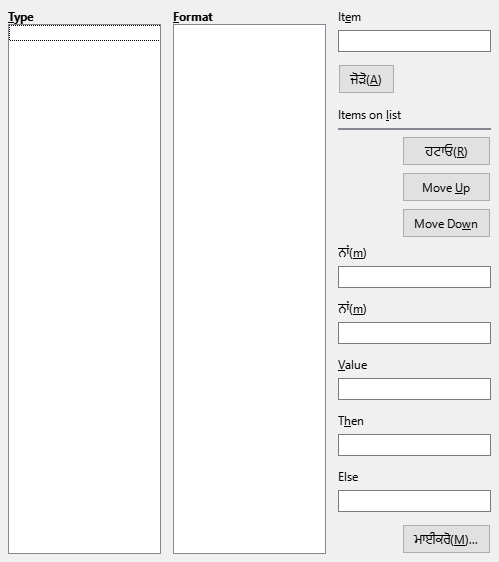 Type
Format
Item
ਜੋੜੋ(A)
Items on list
ਹਟਾਓ(R)
Move Up
Move Down
ਨਾਂ(m)
ਨਾਂ(m)
Value
Then
Else
ਮਾਈਕਰੋ(M)...